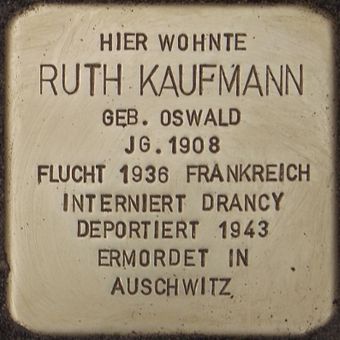 HIER WOHNTE
RUTH KAUFMANN
GEB. OSWALD
JG. 1908
FLUCHT 1936 FRANKREICH
INTERNIERT DRANCY
DEPORTIERT 1943
ERMORDET IN
AUSCHWITZ